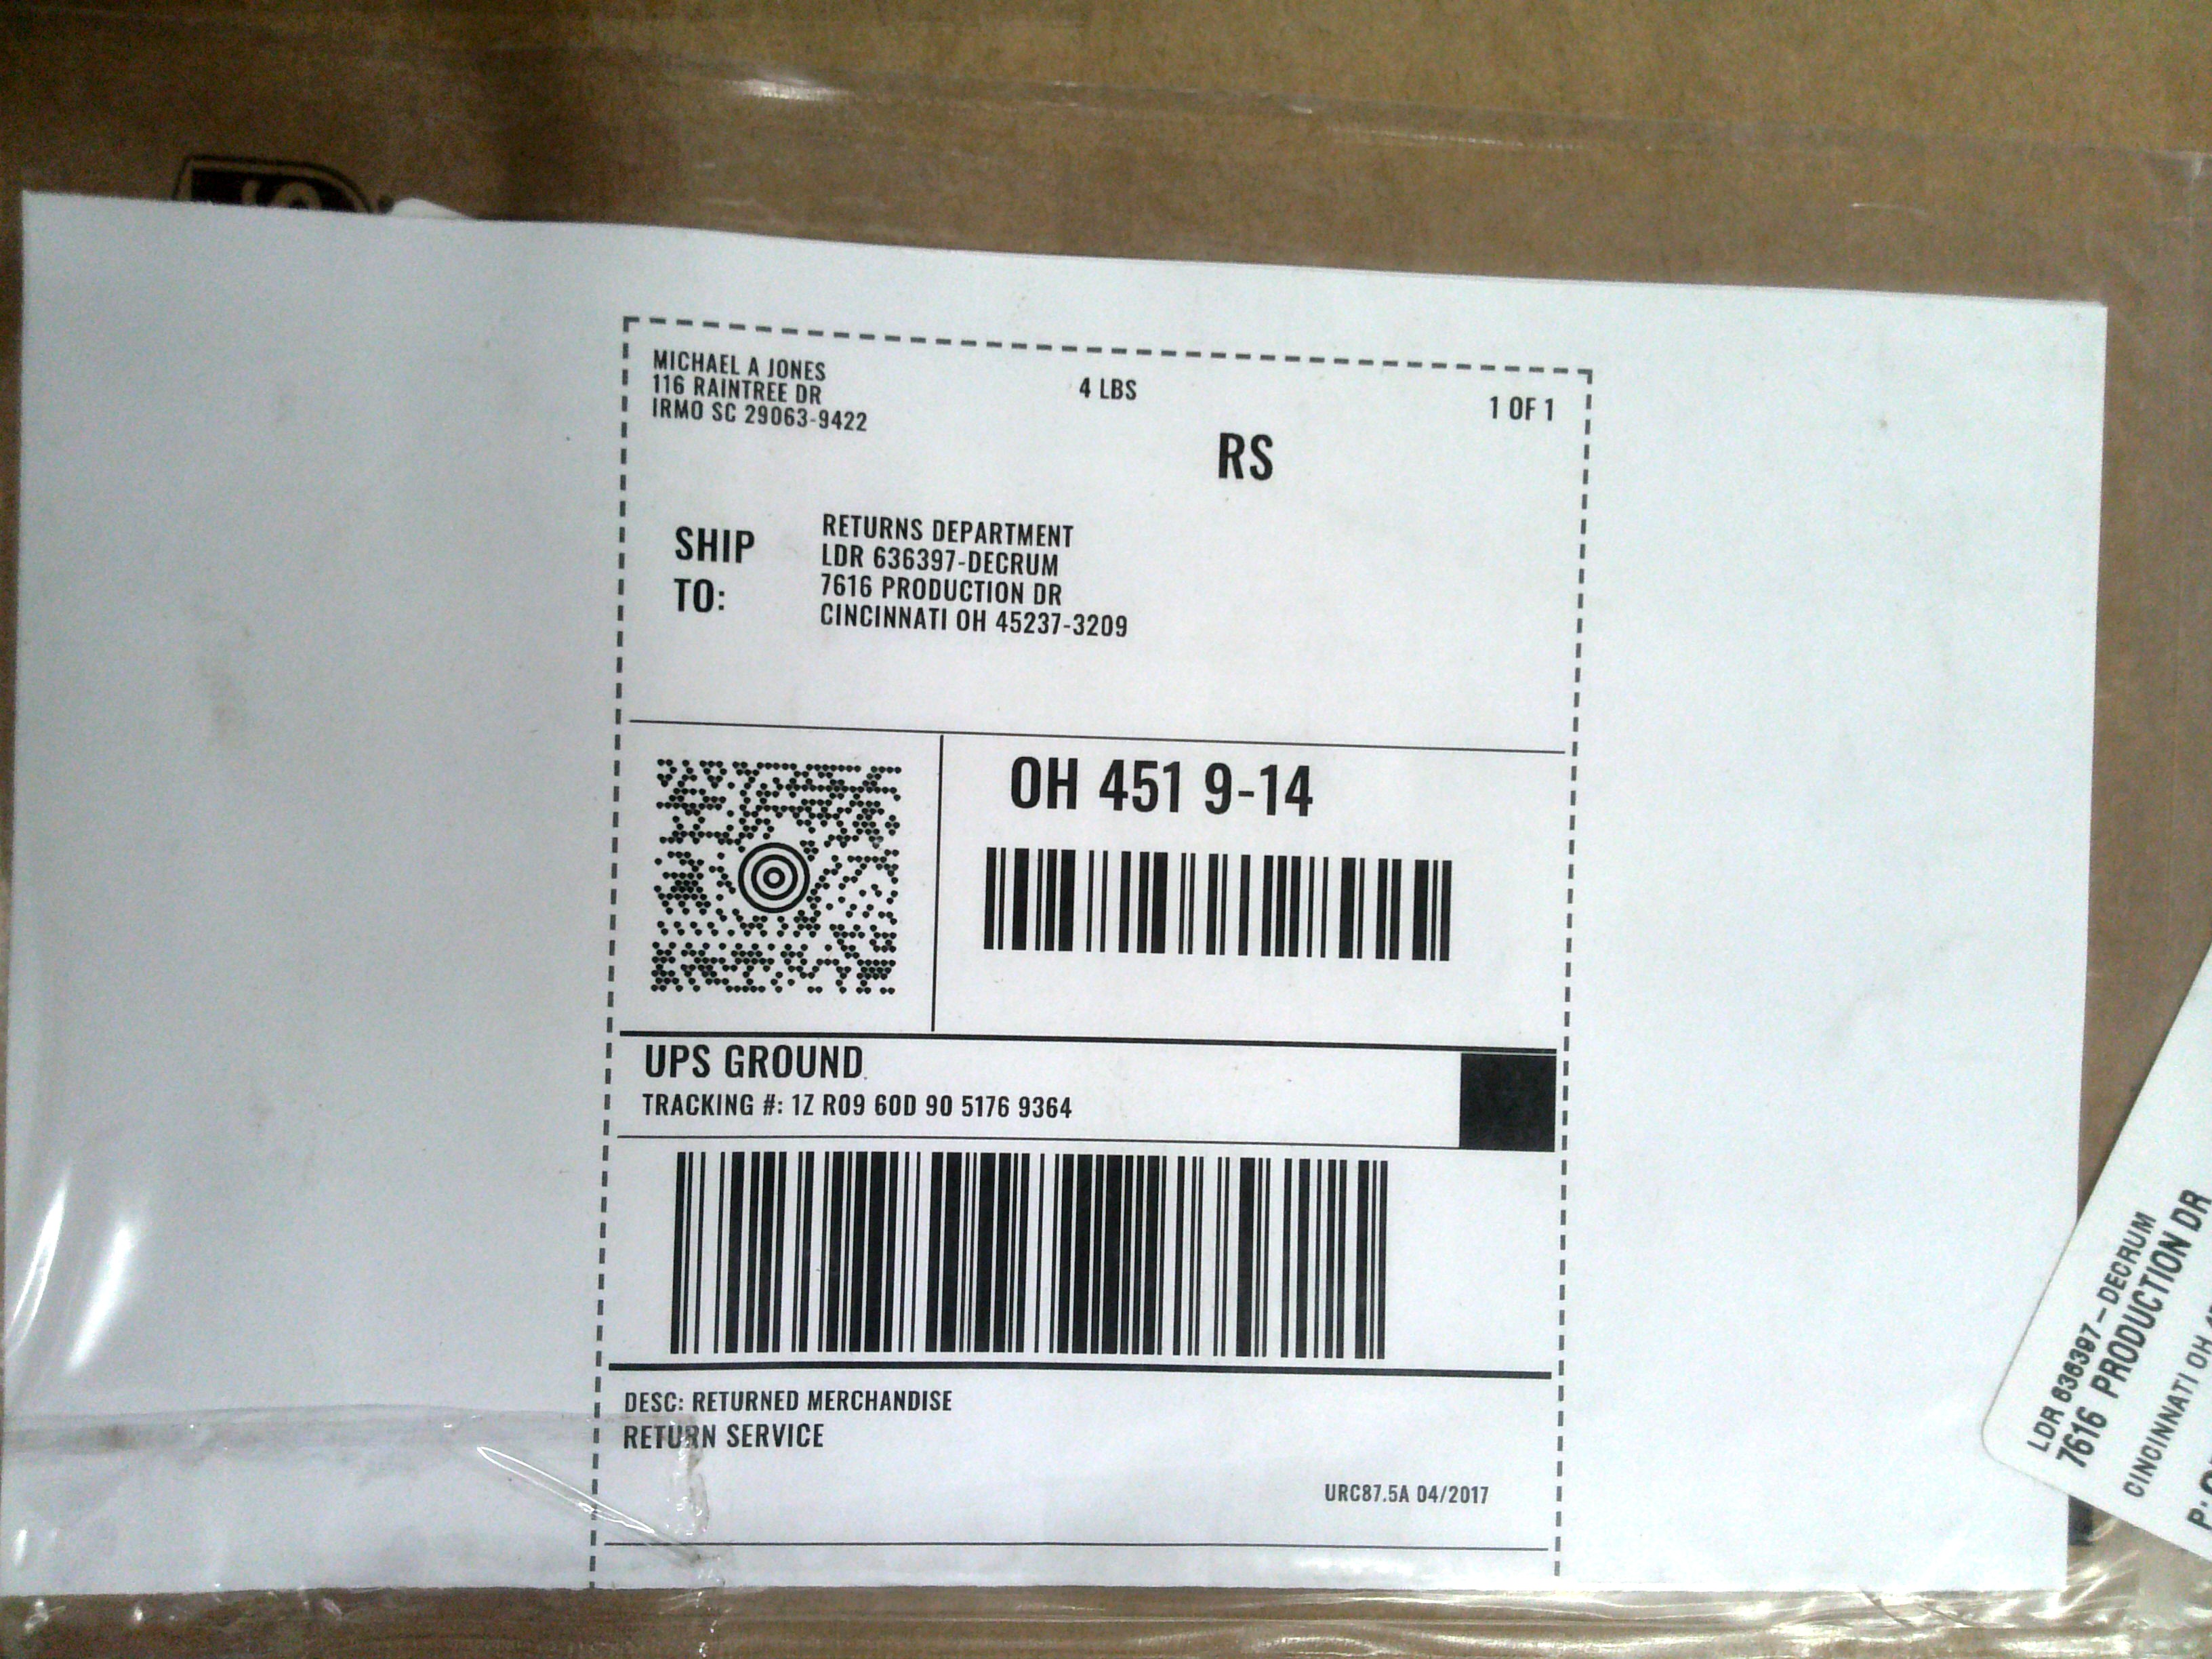 MICHAEL A JONES
116 RAINTREE DR
IRMO SC 29063-9422
4 LBS
1 OF 1
RS
SHIP
TO:
RETURNS DEPARTMENT
LDR 636397-DECRUM
7616 PRODUCTION DR
CINCINNATI OH 45237-3209
OH 451 9-14
UPS GROUND
TRACKING #: 1Z R09 60D 90 5176 9364
DESC: RETURNED MERCHANDISE
RETURN SERVICE
URC87.5A 04/2017
LDR 636397-DECRUM
7616 PRODUCTION DR
CINCINNATI OH